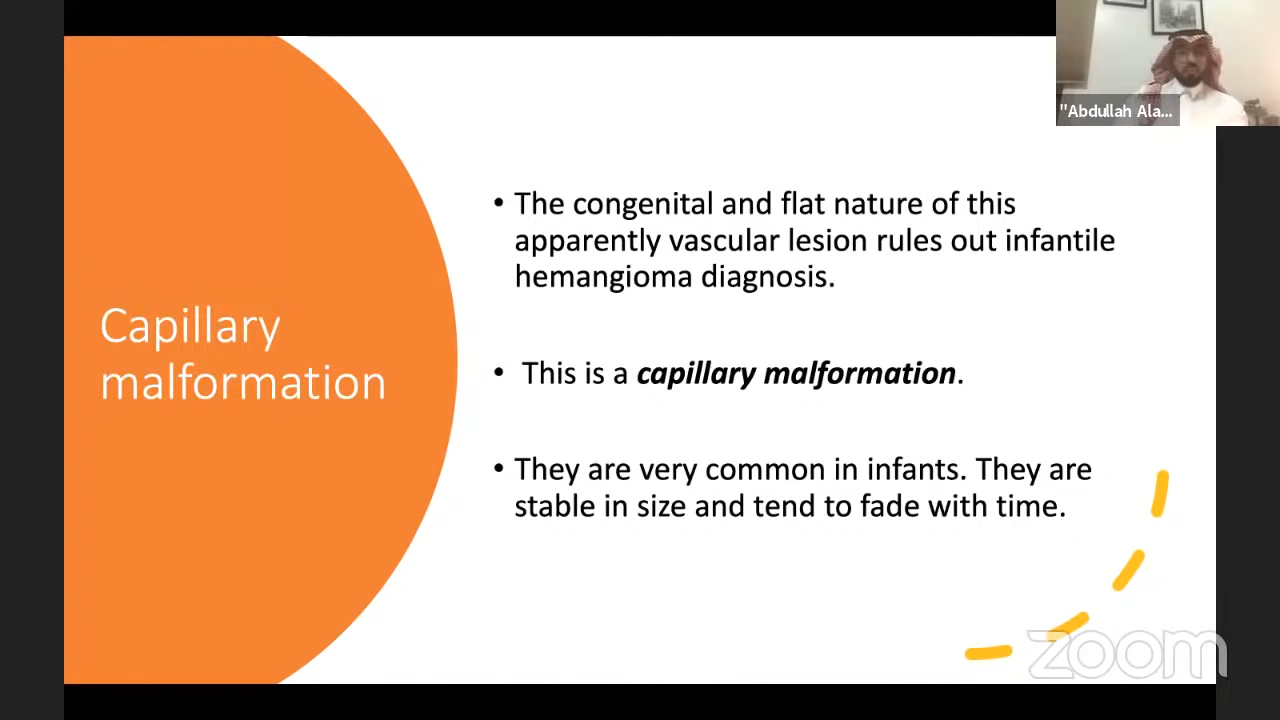 "Abdullah Ala...
Capillary
malformation
• The congenital and flat nature of this
apparently vascular lesion rules out infantile
hemangioma diagnosis.
• This is a capillary malformation.
• They are very common in infants. They are
stable in size and tend to fade with time.
zoom